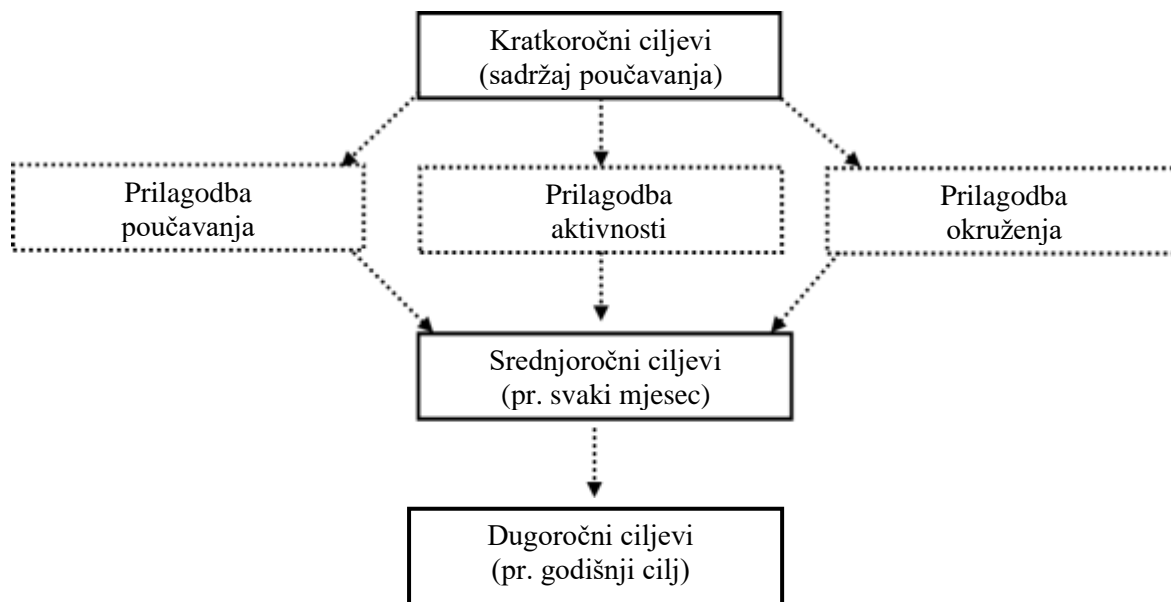 Kratkoročni ciljevi
(sadržaj poučavanja)
Prilagodba
poučavanja
Prilagodba
aktivnosti
Prilagodba
okruženja
Srednjoročni ciljevi
(pr. svaki mjesec)
Dugoročni ciljevi
(pr. godišnji cilj)